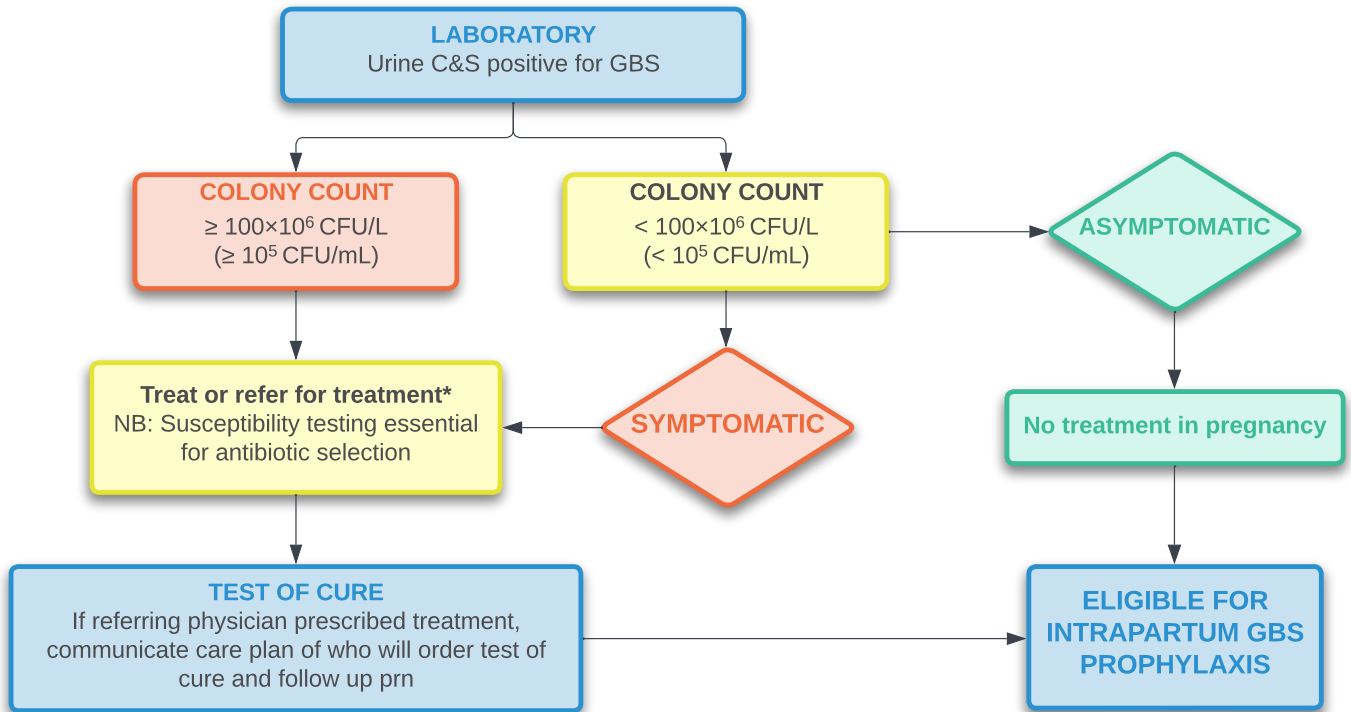 LABORATORY
Urine C&S positive for GBS
COLONY COUNT
≥ 100×10⁶ CFU/L
(≥ 10⁵ CFU/mL)
COLONY COUNT
< 100×10⁶ CFU/L
(< 10⁵ CFU/mL)
ASYMPTOMATIC
Treat or refer for treatment*
NB: Susceptibility testing essential
for antibiotic selection
SYMPTOMATIC
No treatment in pregnancy
TEST OF CURE
If referring physician prescribed treatment,
communicate care plan of who will order test of
cure and follow up prn
ELIGIBLE FOR
INTRAPARTUM GBS
PROPHYLAXIS